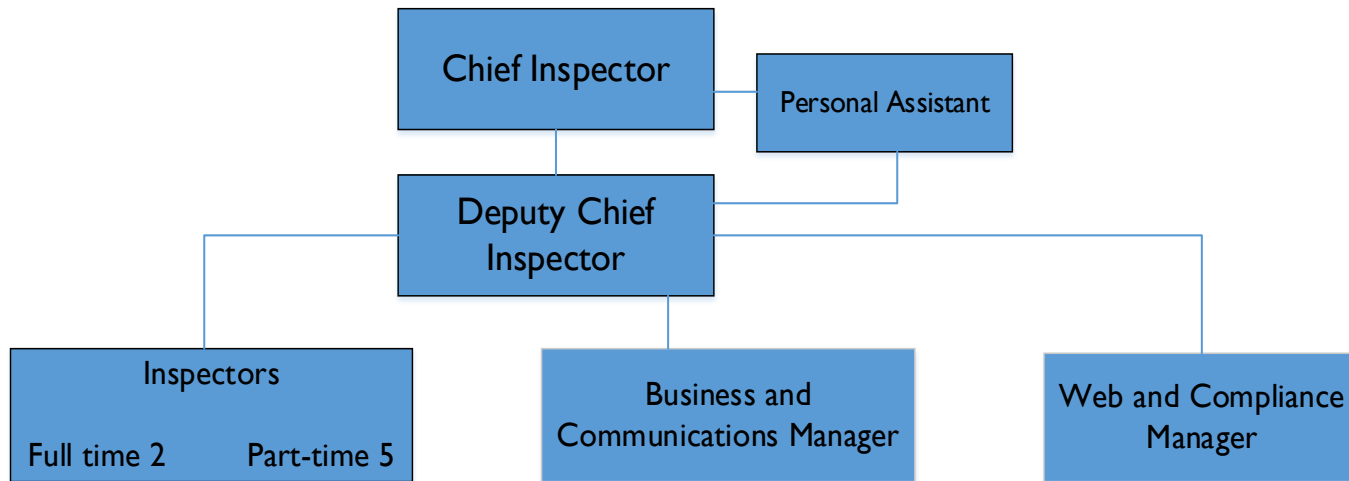 Chief Inspector
Personal Assistant
Deputy Chief
Inspector
Inspectors
Full time 2 Part-time 5
Business and
Communications Manager
Web and Compliance
Manager